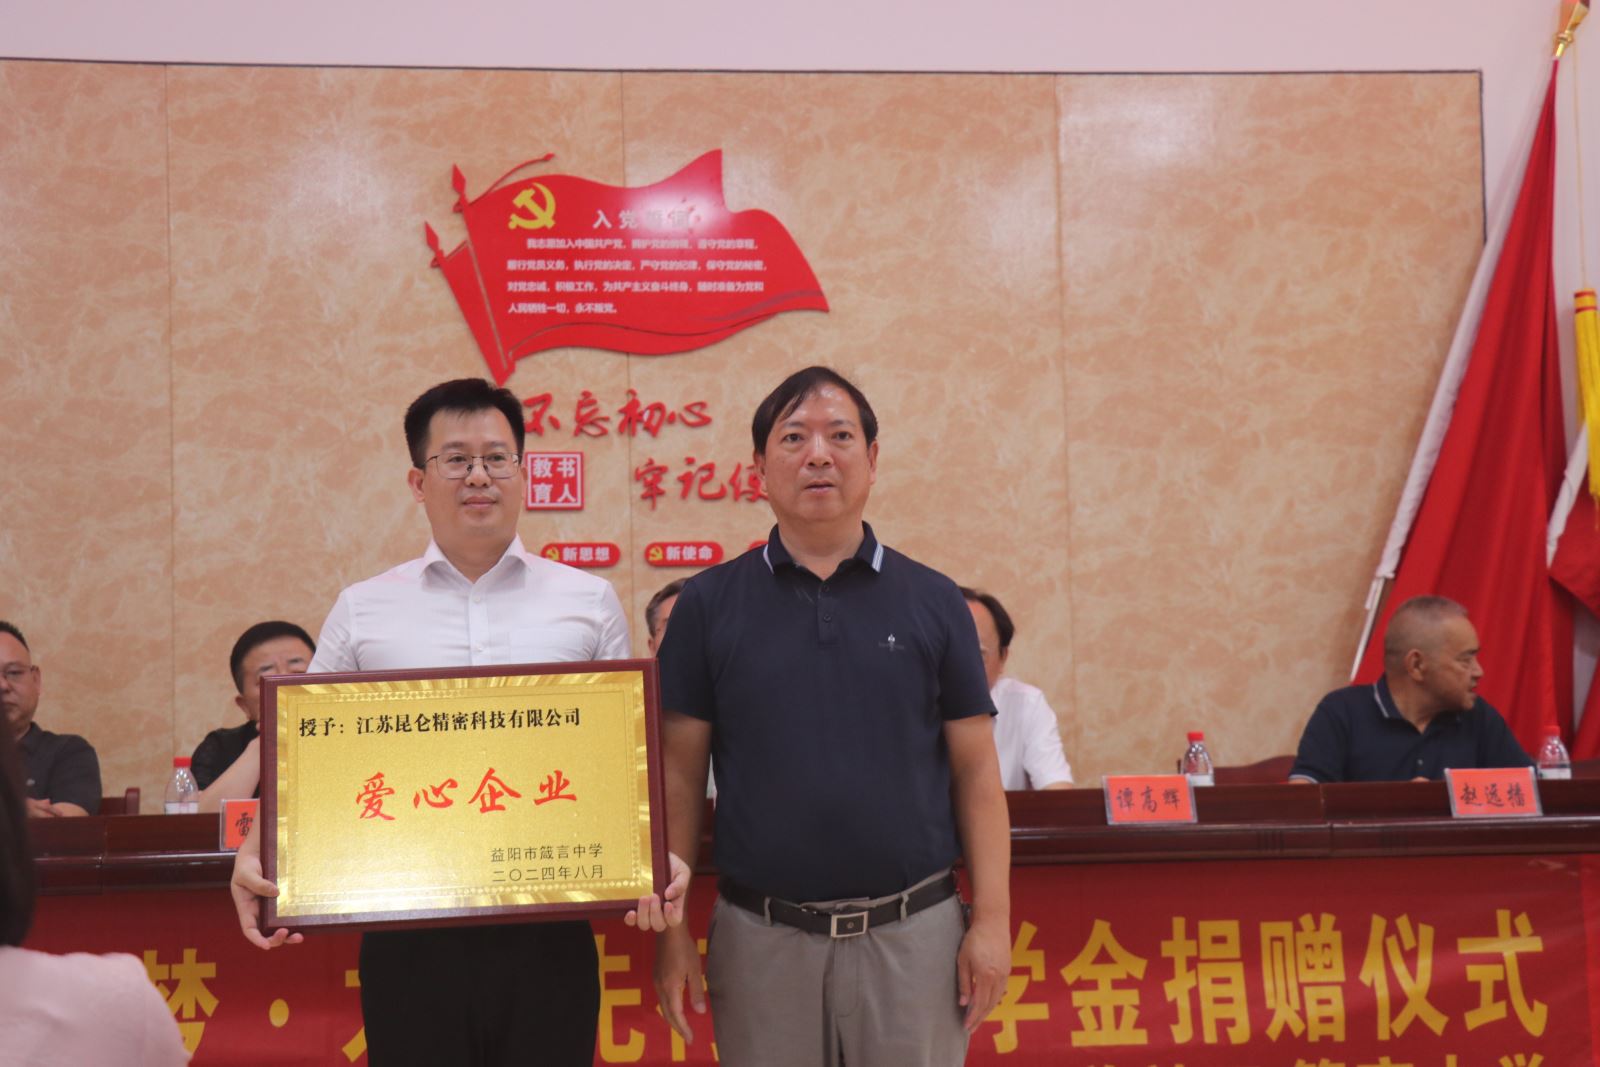 入党誓词
我志愿加入中国共产党，拥护党的纲领，遵守党的章程，
履行党员义务，执行党的决定，严守党的纪律，保守党的秘密，
对党忠诚，积极工作，为共产主义奋斗终身，随时准备为党和
人民牺牲一切，永不叛党。
不忘初心
教书
育人
牢记使
新思想
新使命
授予：江苏昆仑精密科技有限公司
爱心企业
益阳市箴言中学
二〇二四年八月
雷
谭高辉
赵远播
梦·
学金捐赠仪式